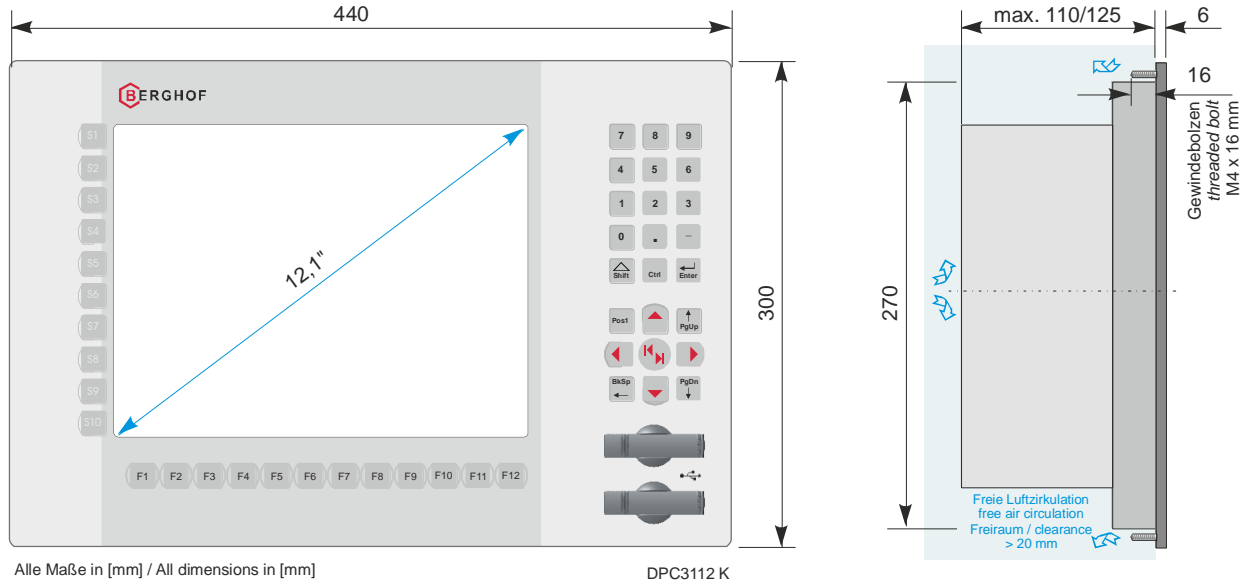 440
max. 110/125
6
BERGHOF
16
Gewindebolzen
threaded bolt
M4 x 16 mm
S1
S2
S3
S4
S5
S6
S7
S8
S9
S10
12,1"
7 8 9
4 5 6
1 2 3
0 . –
Shift Ctrl Enter
Pos1 PgUp
BkSp PgDn
300
270
F1 F2 F3 F4 F5 F6 F7 F8 F9 F10 F11 F12
Freie Luftzirkulation
free air circulation
Freiraum / clearance
> 20 mm
Alle Maße in [mm] / All dimensions in [mm]
DPC3112 K